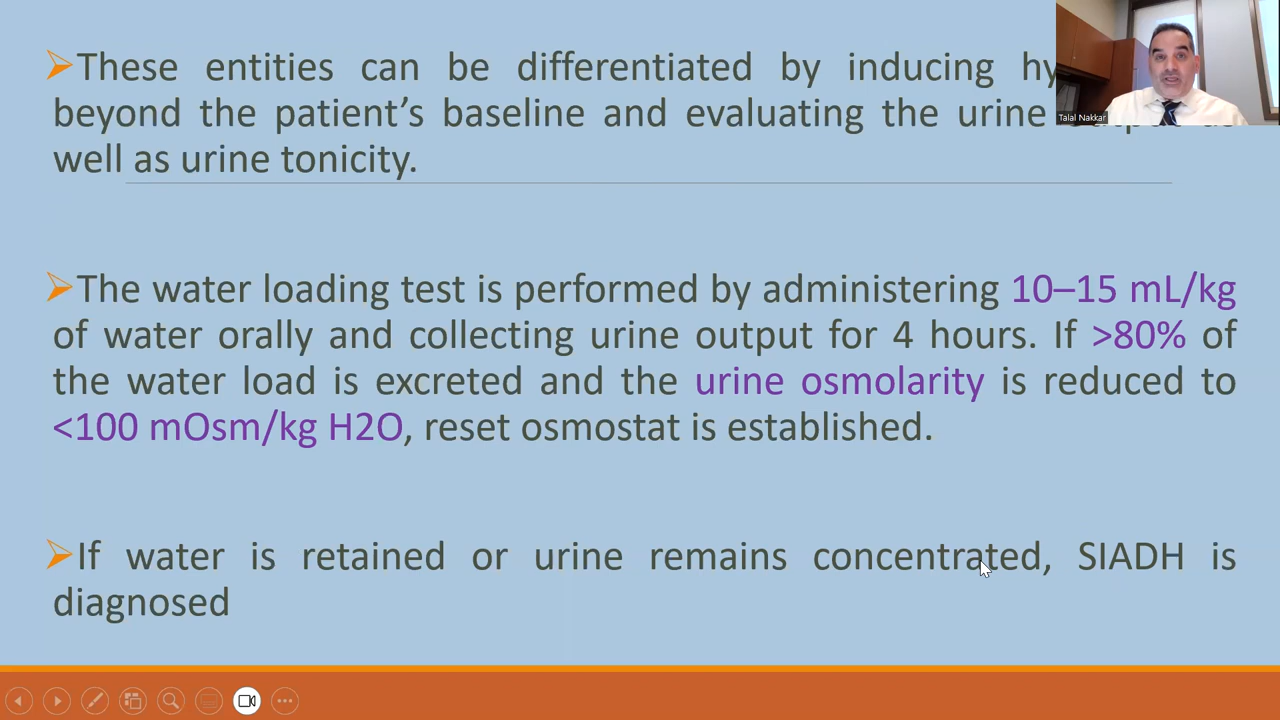 ➢These entities can be differentiated by inducing hy
beyond the patient’s baseline and evaluating the urine
well as urine tonicity.
➢The water loading test is performed by administering 10–15 mL/kg
of water orally and collecting urine output for 4 hours. If >80% of
the water load is excreted and the urine osmolarity is reduced to
<100 mOsm/kg H2O, reset osmostat is established.
➢If water is retained or urine remains concentrated, SIADH is
diagnosed
Talal Nakkar